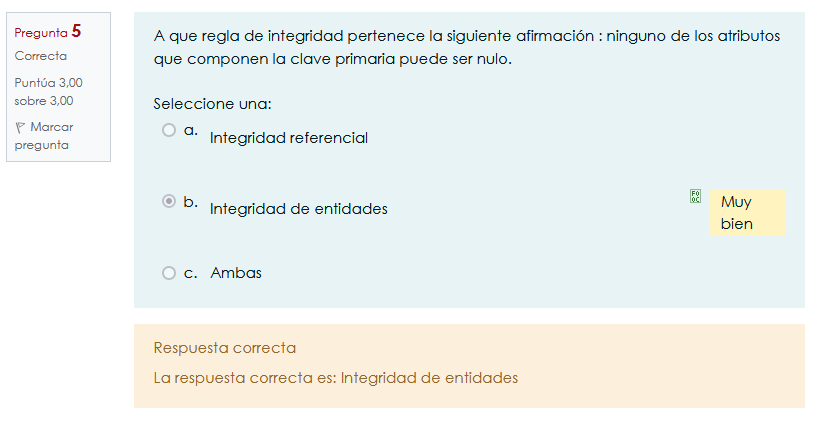 Pregunta 5
Correcta
Puntúa 3,00
sobre 3,00
Marcar
pregunta
A que regla de integridad pertenece la siguiente afirmación : ninguno de los atributos
que componen la clave primaria puede ser nulo.
Seleccione una:
a. Integridad referencial
b. Integridad de entidades
Muy
bien
c. Ambas
Respuesta correcta
La respuesta correcta es: Integridad de entidades